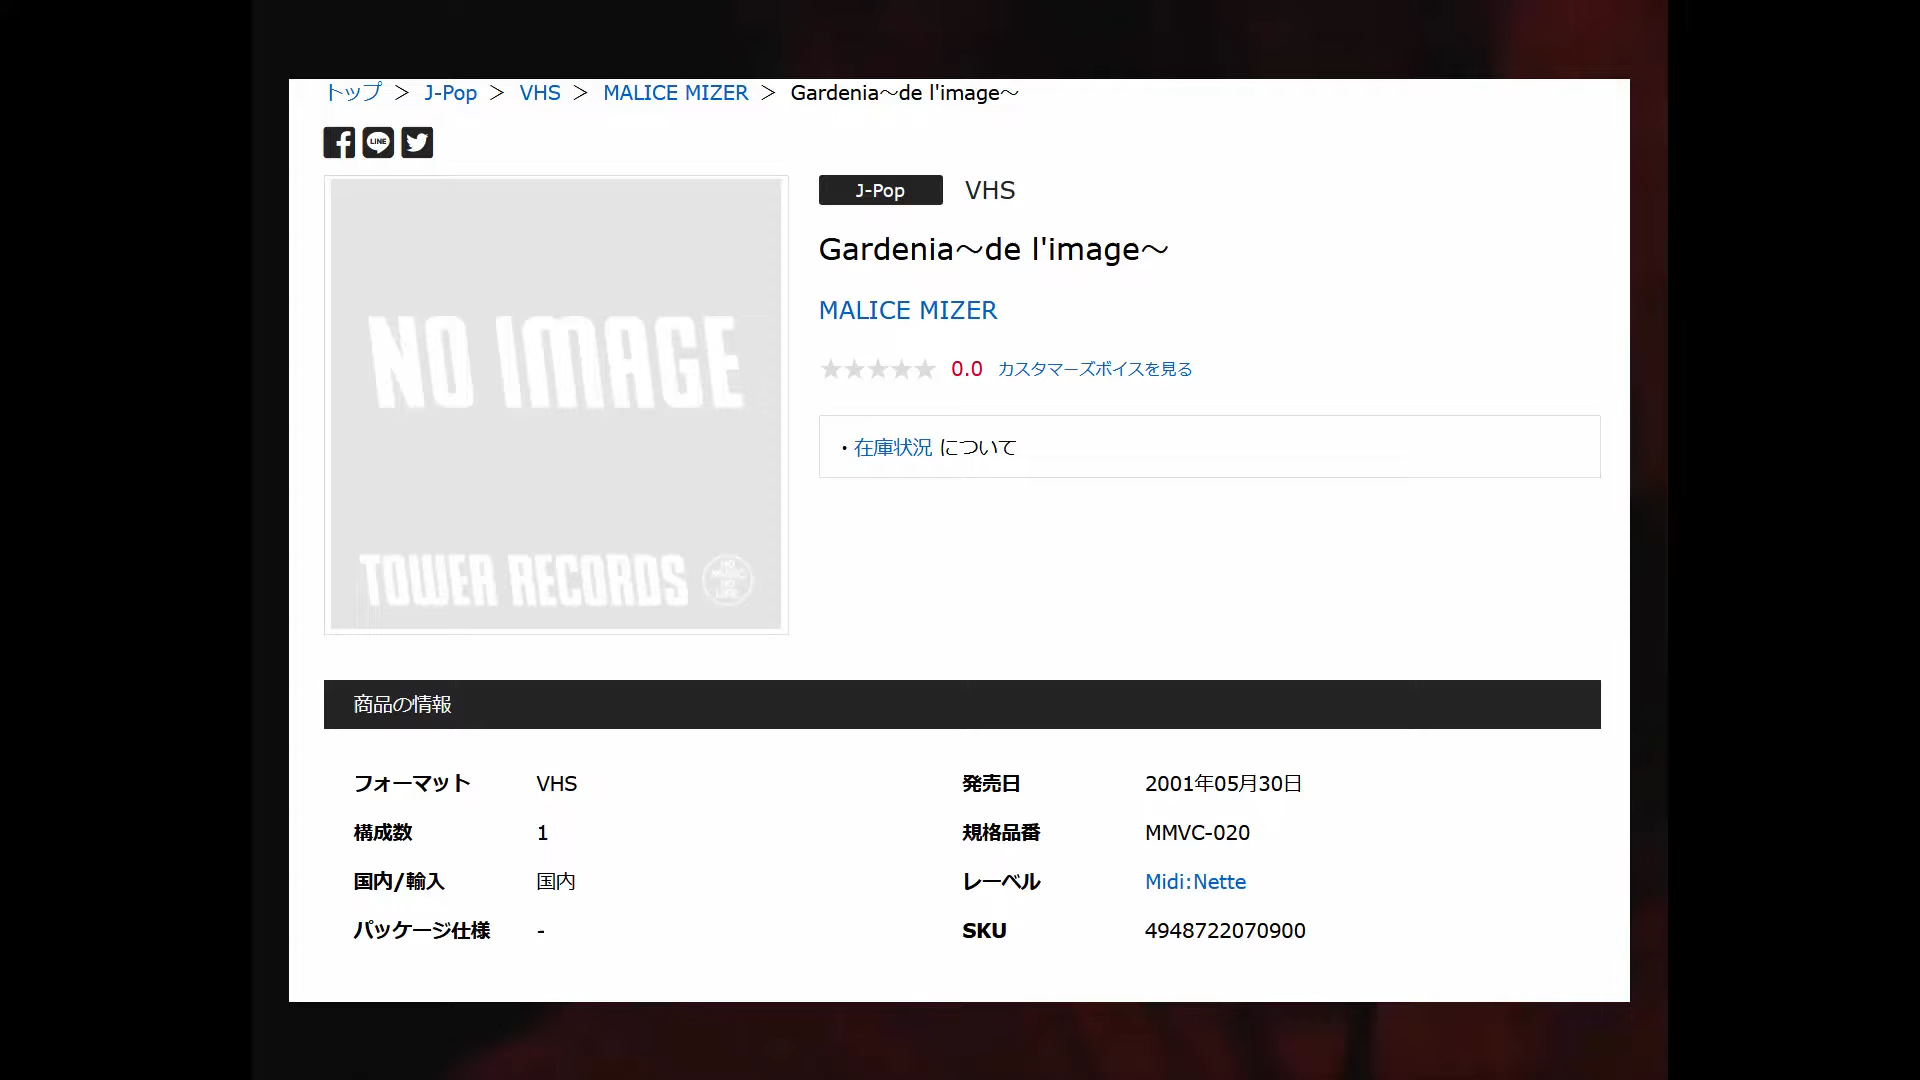 トップ > J-Pop > VHS > MALICE MIZER > Gardenia～de l'image～
LINE
J-Pop VHS
Gardenia～de l'image～
MALICE MIZER
★★★★★ 0.0 カスタマーズボイスを見る
・在庫状況 について
NO IMAGE
TOWER RECORDS
NO MUSIC NO LIFE.
商品の情報
フォーマット VHS 発売日 2001年05月30日
構成数 1 規格品番 MMVC-020
国内/輸入 国内 レーベル Midi:Nette
パッケージ仕様 - SKU 4948722070900